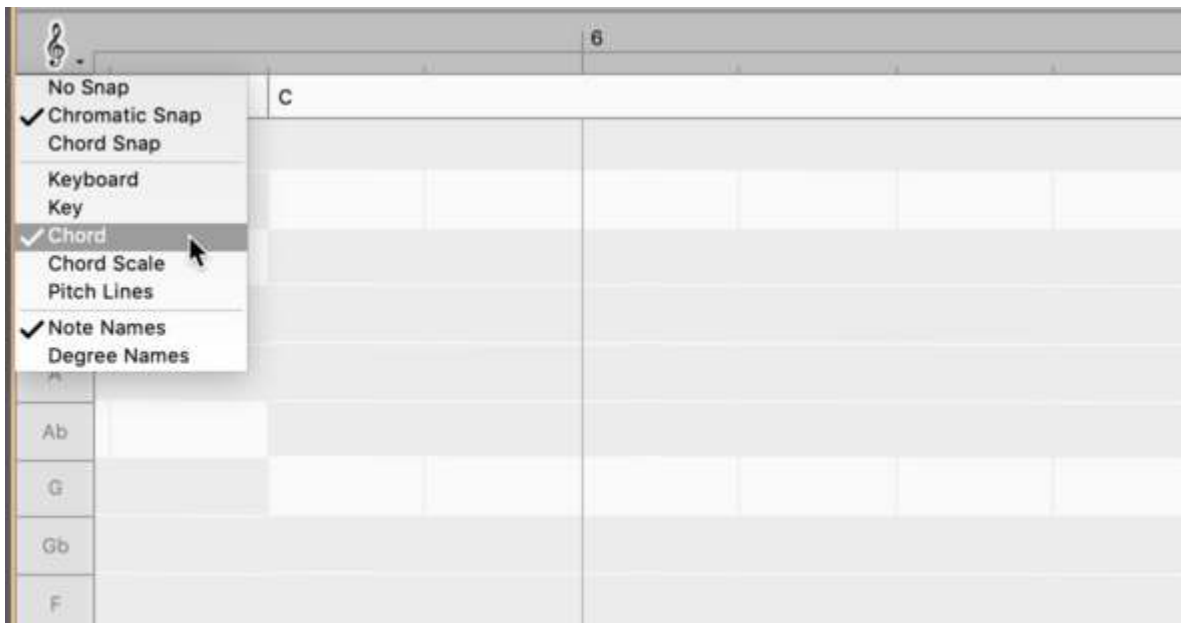 6
No Snap
C
Chromatic Snap
Chord Snap
Keyboard
Key
Chord
Chord Scale
Pitch Lines
Note Names
Degree Names
A
Ab
G
Gb
F